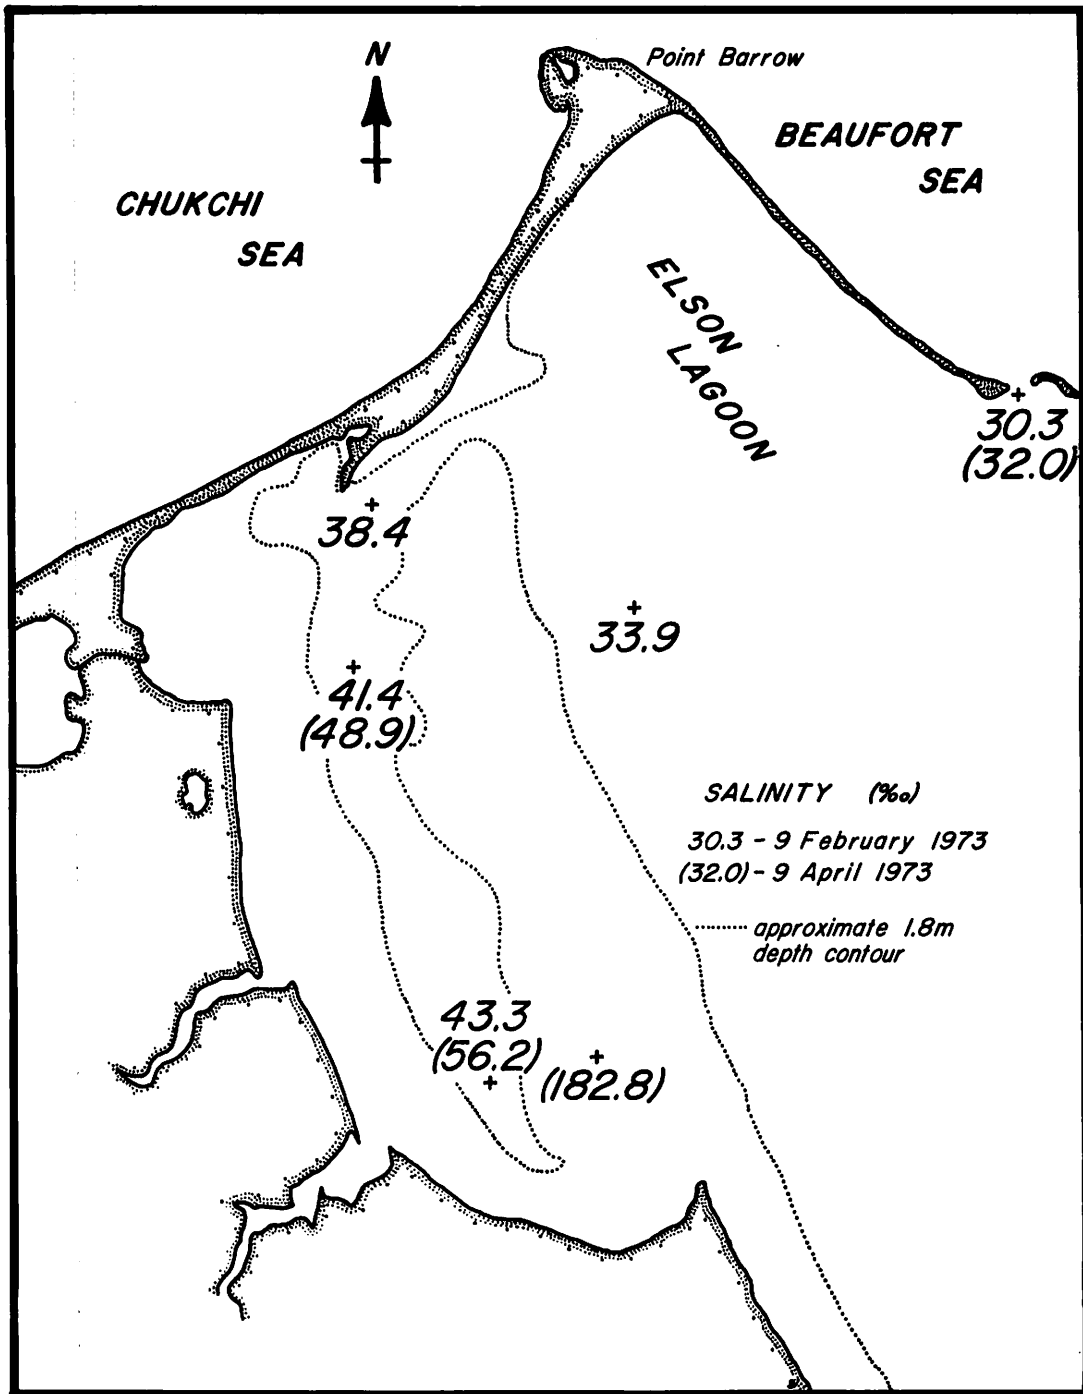 N
Point Barrow
BEAUFORT
SEA
CHUKCHI
SEA
ELSON
LAGOON
30.3
(32.0)
38.4
33.9
41.4
(48.9)
SALINITY (‰)
30.3 - 9 February 1973
(32.0) - 9 April 1973
approximate 1.8m
depth contour
43.3
(56.2)
(182.8)